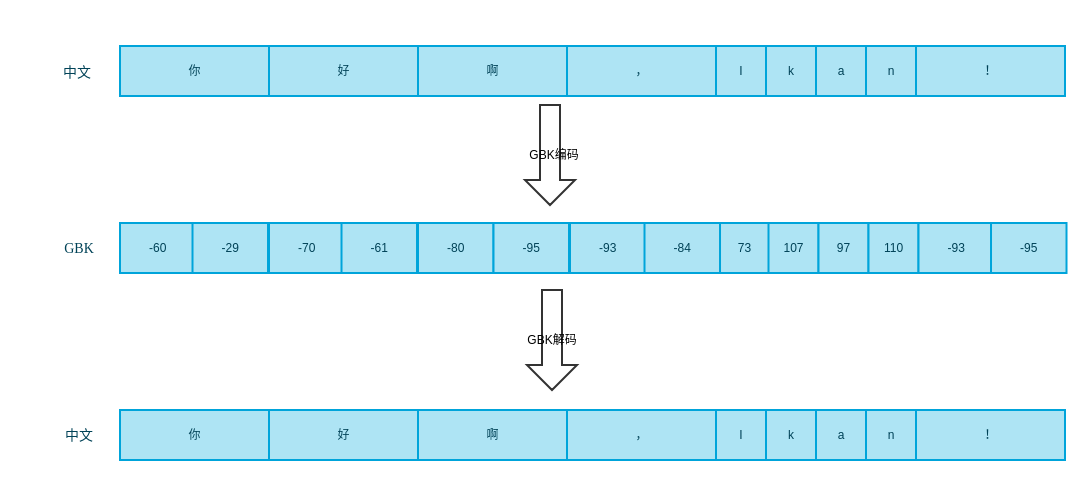 中文 你 好 啊 ， I k a n ！
GBK编码
GBK -60 -29 -70 -61 -80 -95 -93 -84 73 107 97 110 -93 -95
GBK解码
中文 你 好 啊 ， I k a n ！